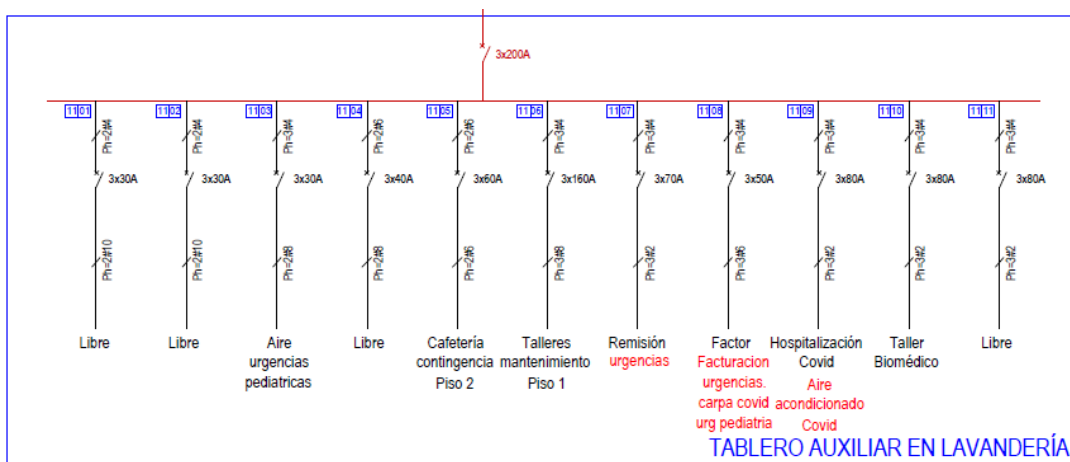 3x200A
1101
1102
1103
1104
1105
1106
1107
1108
1109
1110
1111
Ph=2#4
Ph=2#4
Ph=3#4
Ph=2#6
Ph=2#6
Ph=3#4
Ph=3#4
Ph=3#4
Ph=3#4
Ph=3#4
Ph=3#4
3x30A
3x30A
3x30A
3x40A
3x60A
3x160A
3x70A
3x50A
3x80A
3x80A
3x80A
Ph=2#10
Ph=2#10
Ph=2#8
Ph=2#8
Ph=2#6
Ph=3#8
Ph=3#2
Ph=3#6
Ph=3#2
Ph=3#2
Ph=3#2
Libre
Libre
Aire
urgencias
pediatricas
Libre
Cafetería
contingencia
Piso 2
Talleres
mantenimiento
Piso 1
Remisión
urgencias
Factor
Facturacion
urgencias.
carpa covid
urg pediatria
Hospitalización
Covid
Aire
acondicionado
Covid
Taller
Biomédico
Libre
TABLERO AUXILIAR EN LAVANDERÍA